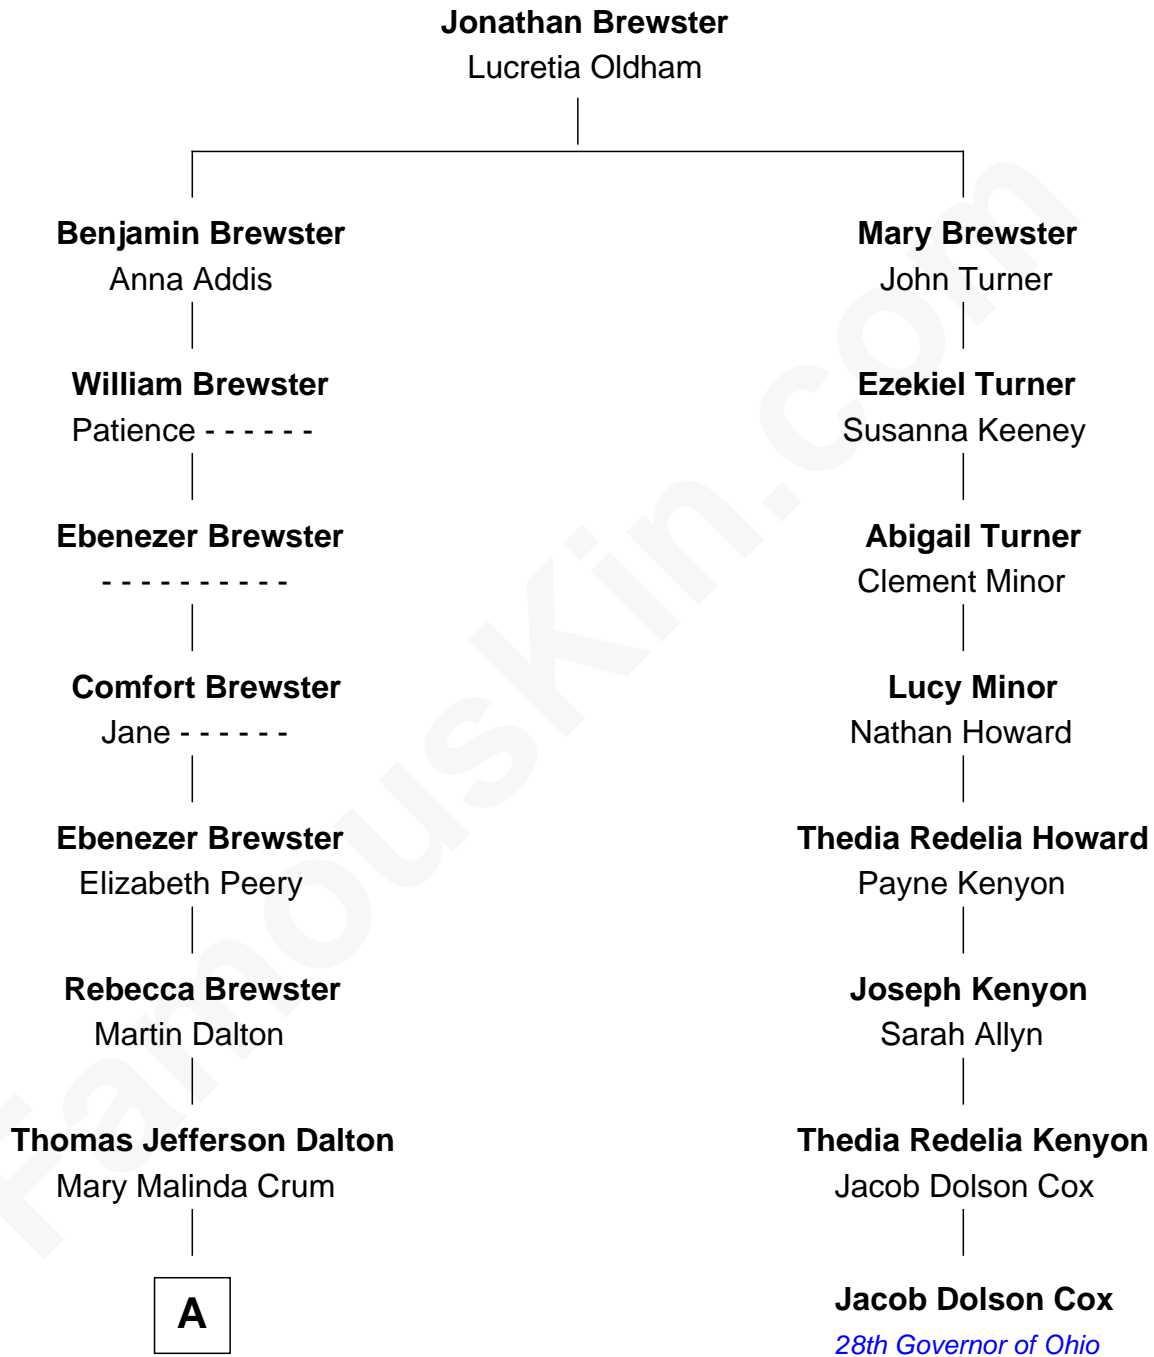 Jonathan Brewster
Lucretia Oldham
Benjamin Brewster
Anna Addis
Mary Brewster
John Turner
William Brewster
Patience - - - - - -
Ezekiel Turner
Susanna Keeney
Ebenezer Brewster
- - - - - - - - - -
Abigail Turner
Clement Minor
Comfort Brewster
Jane - - - - - -
Lucy Minor
Nathan Howard
Ebenezer Brewster
Elizabeth Peery
Thedia Redelia Howard
Payne Kenyon
Rebecca Brewster
Martin Dalton
Joseph Kenyon
Sarah Allyn
Thomas Jefferson Dalton
Mary Malinda Crum
Thedia Redelia Kenyon
Jacob Dolson Cox
A
Jacob Dolson Cox
28th Governor of Ohio
FamousKin.com